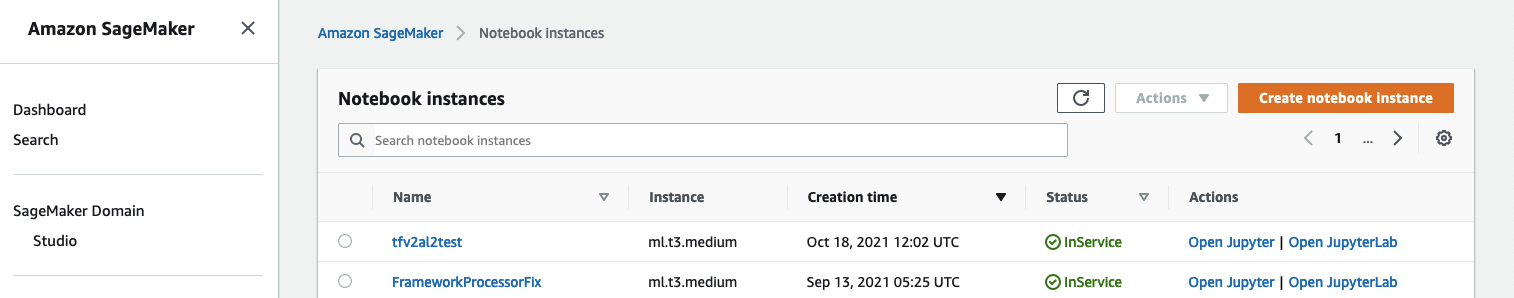 Amazon SageMaker
Dashboard
Search
SageMaker Domain
Studio
Amazon SageMaker > Notebook instances
Notebook instances
Actions
Create notebook instance
Search notebook instances
1 ...
Name Instance Creation time Status Actions
tfv2al2test ml.t3.medium Oct 18, 2021 12:02 UTC InService Open Jupyter | Open JupyterLab
FrameworkProcessorFix ml.t3.medium Sep 13, 2021 05:25 UTC InService Open Jupyter | Open JupyterLab